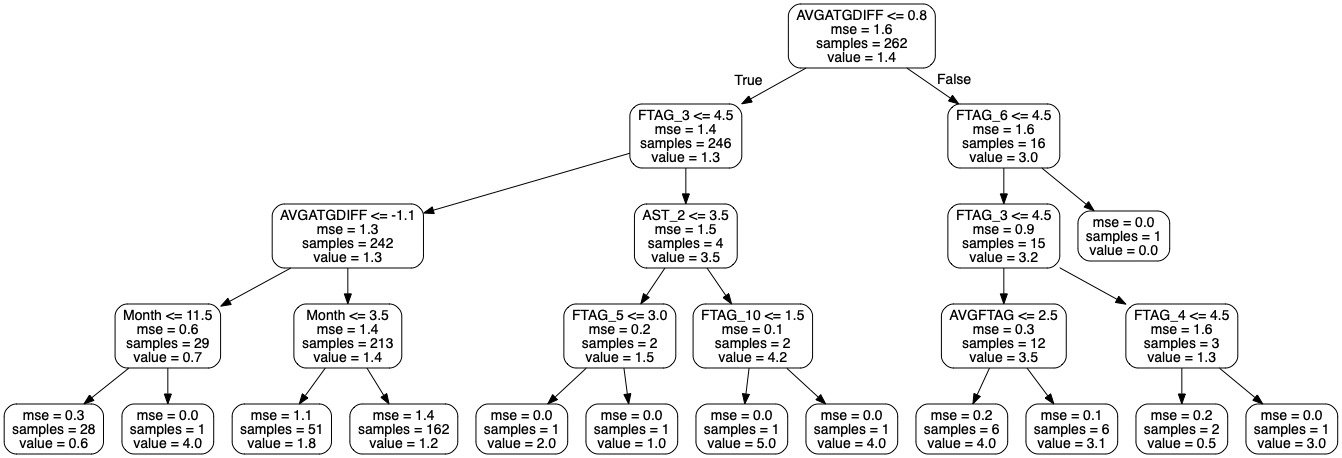 AVGATGDIFF <= 0.8
mse = 1.6
samples = 262
value = 1.4
True
False
FTAG_3 <= 4.5
mse = 1.4
samples = 246
value = 1.3
FTAG_6 <= 4.5
mse = 1.6
samples = 16
value = 3.0
AVGATGDIFF <= -1.1
mse = 1.3
samples = 242
value = 1.3
AST_2 <= 3.5
mse = 1.5
samples = 4
value = 3.5
FTAG_3 <= 4.5
mse = 0.9
samples = 15
value = 3.2
mse = 0.0
samples = 1
value = 0.0
Month <= 11.5
mse = 0.6
samples = 29
value = 0.7
Month <= 3.5
mse = 1.4
samples = 213
value = 1.4
FTAG_5 <= 3.0
mse = 0.2
samples = 2
value = 1.5
FTAG_10 <= 1.5
mse = 0.1
samples = 2
value = 4.2
AVGFTAG <= 2.5
mse = 0.3
samples = 12
value = 3.5
FTAG_4 <= 4.5
mse = 1.6
samples = 3
value = 1.3
mse = 0.3
samples = 28
value = 0.6
mse = 0.0
samples = 1
value = 4.0
mse = 1.1
samples = 51
value = 1.8
mse = 1.4
samples = 162
value = 1.2
mse = 0.0
samples = 1
value = 2.0
mse = 0.0
samples = 1
value = 1.0
mse = 0.0
samples = 1
value = 5.0
mse = 0.0
samples = 1
value = 4.0
mse = 0.2
samples = 6
value = 4.0
mse = 0.1
samples = 6
value = 3.1
mse = 0.2
samples = 2
value = 0.5
mse = 0.0
samples = 1
value = 3.0